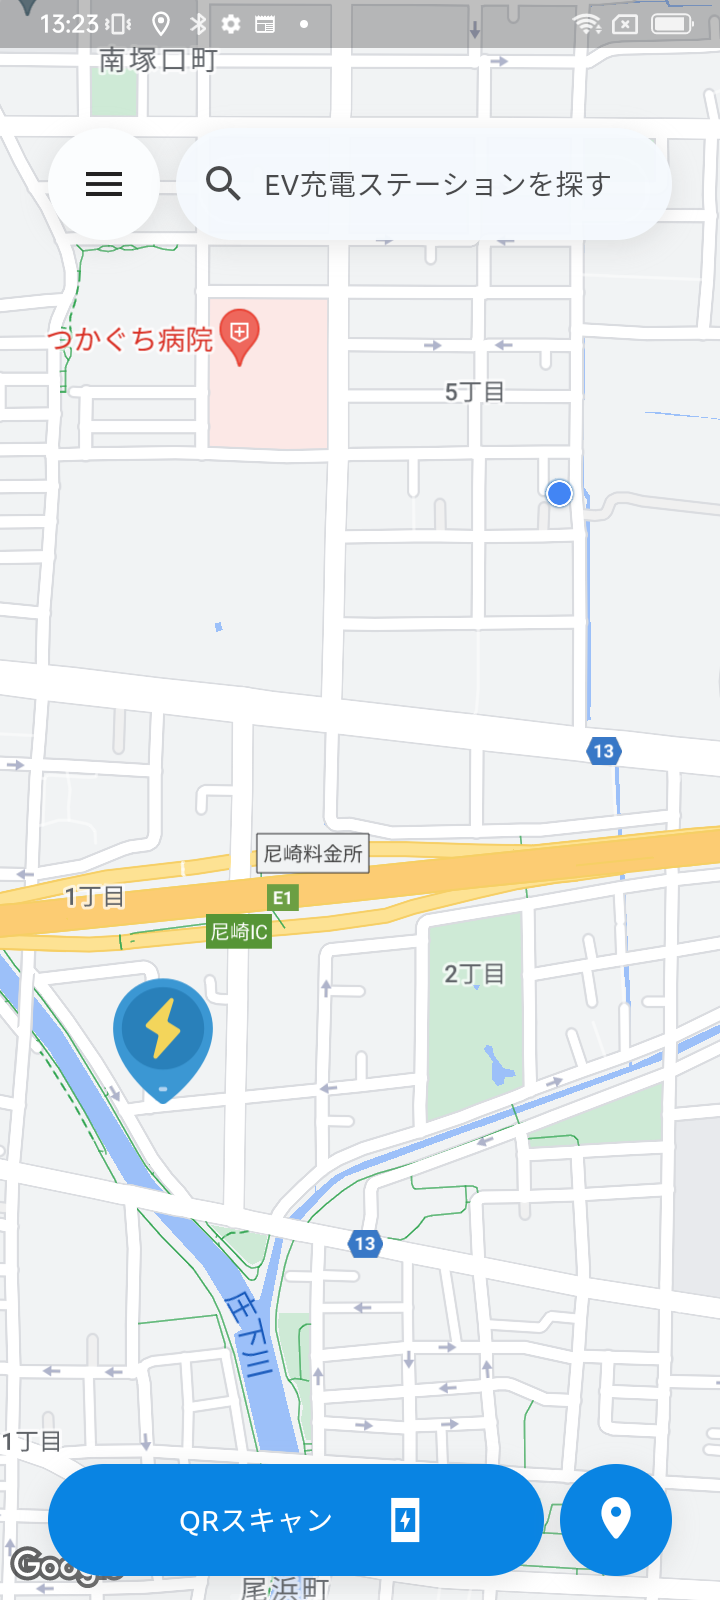 13:23
南塚口町
EV充電ステーションを探す
つかぐち病院
5丁目
13
尼崎料金所
1丁目
E1
尼崎IC
2丁目
13
庄下川
1丁目
QRスキャン
Google
尾浜町